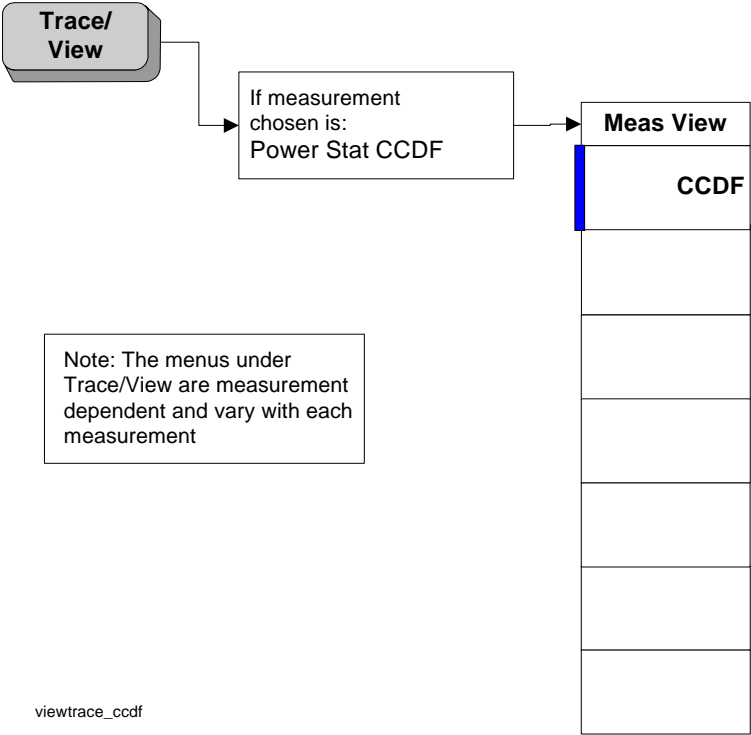 Trace/
View
If measurement
chosen is:
Power Stat CCDF
Meas View
CCDF
Note: The menus under
Trace/View are measurement
dependent and vary with each
measurement
viewtrace_ccdf